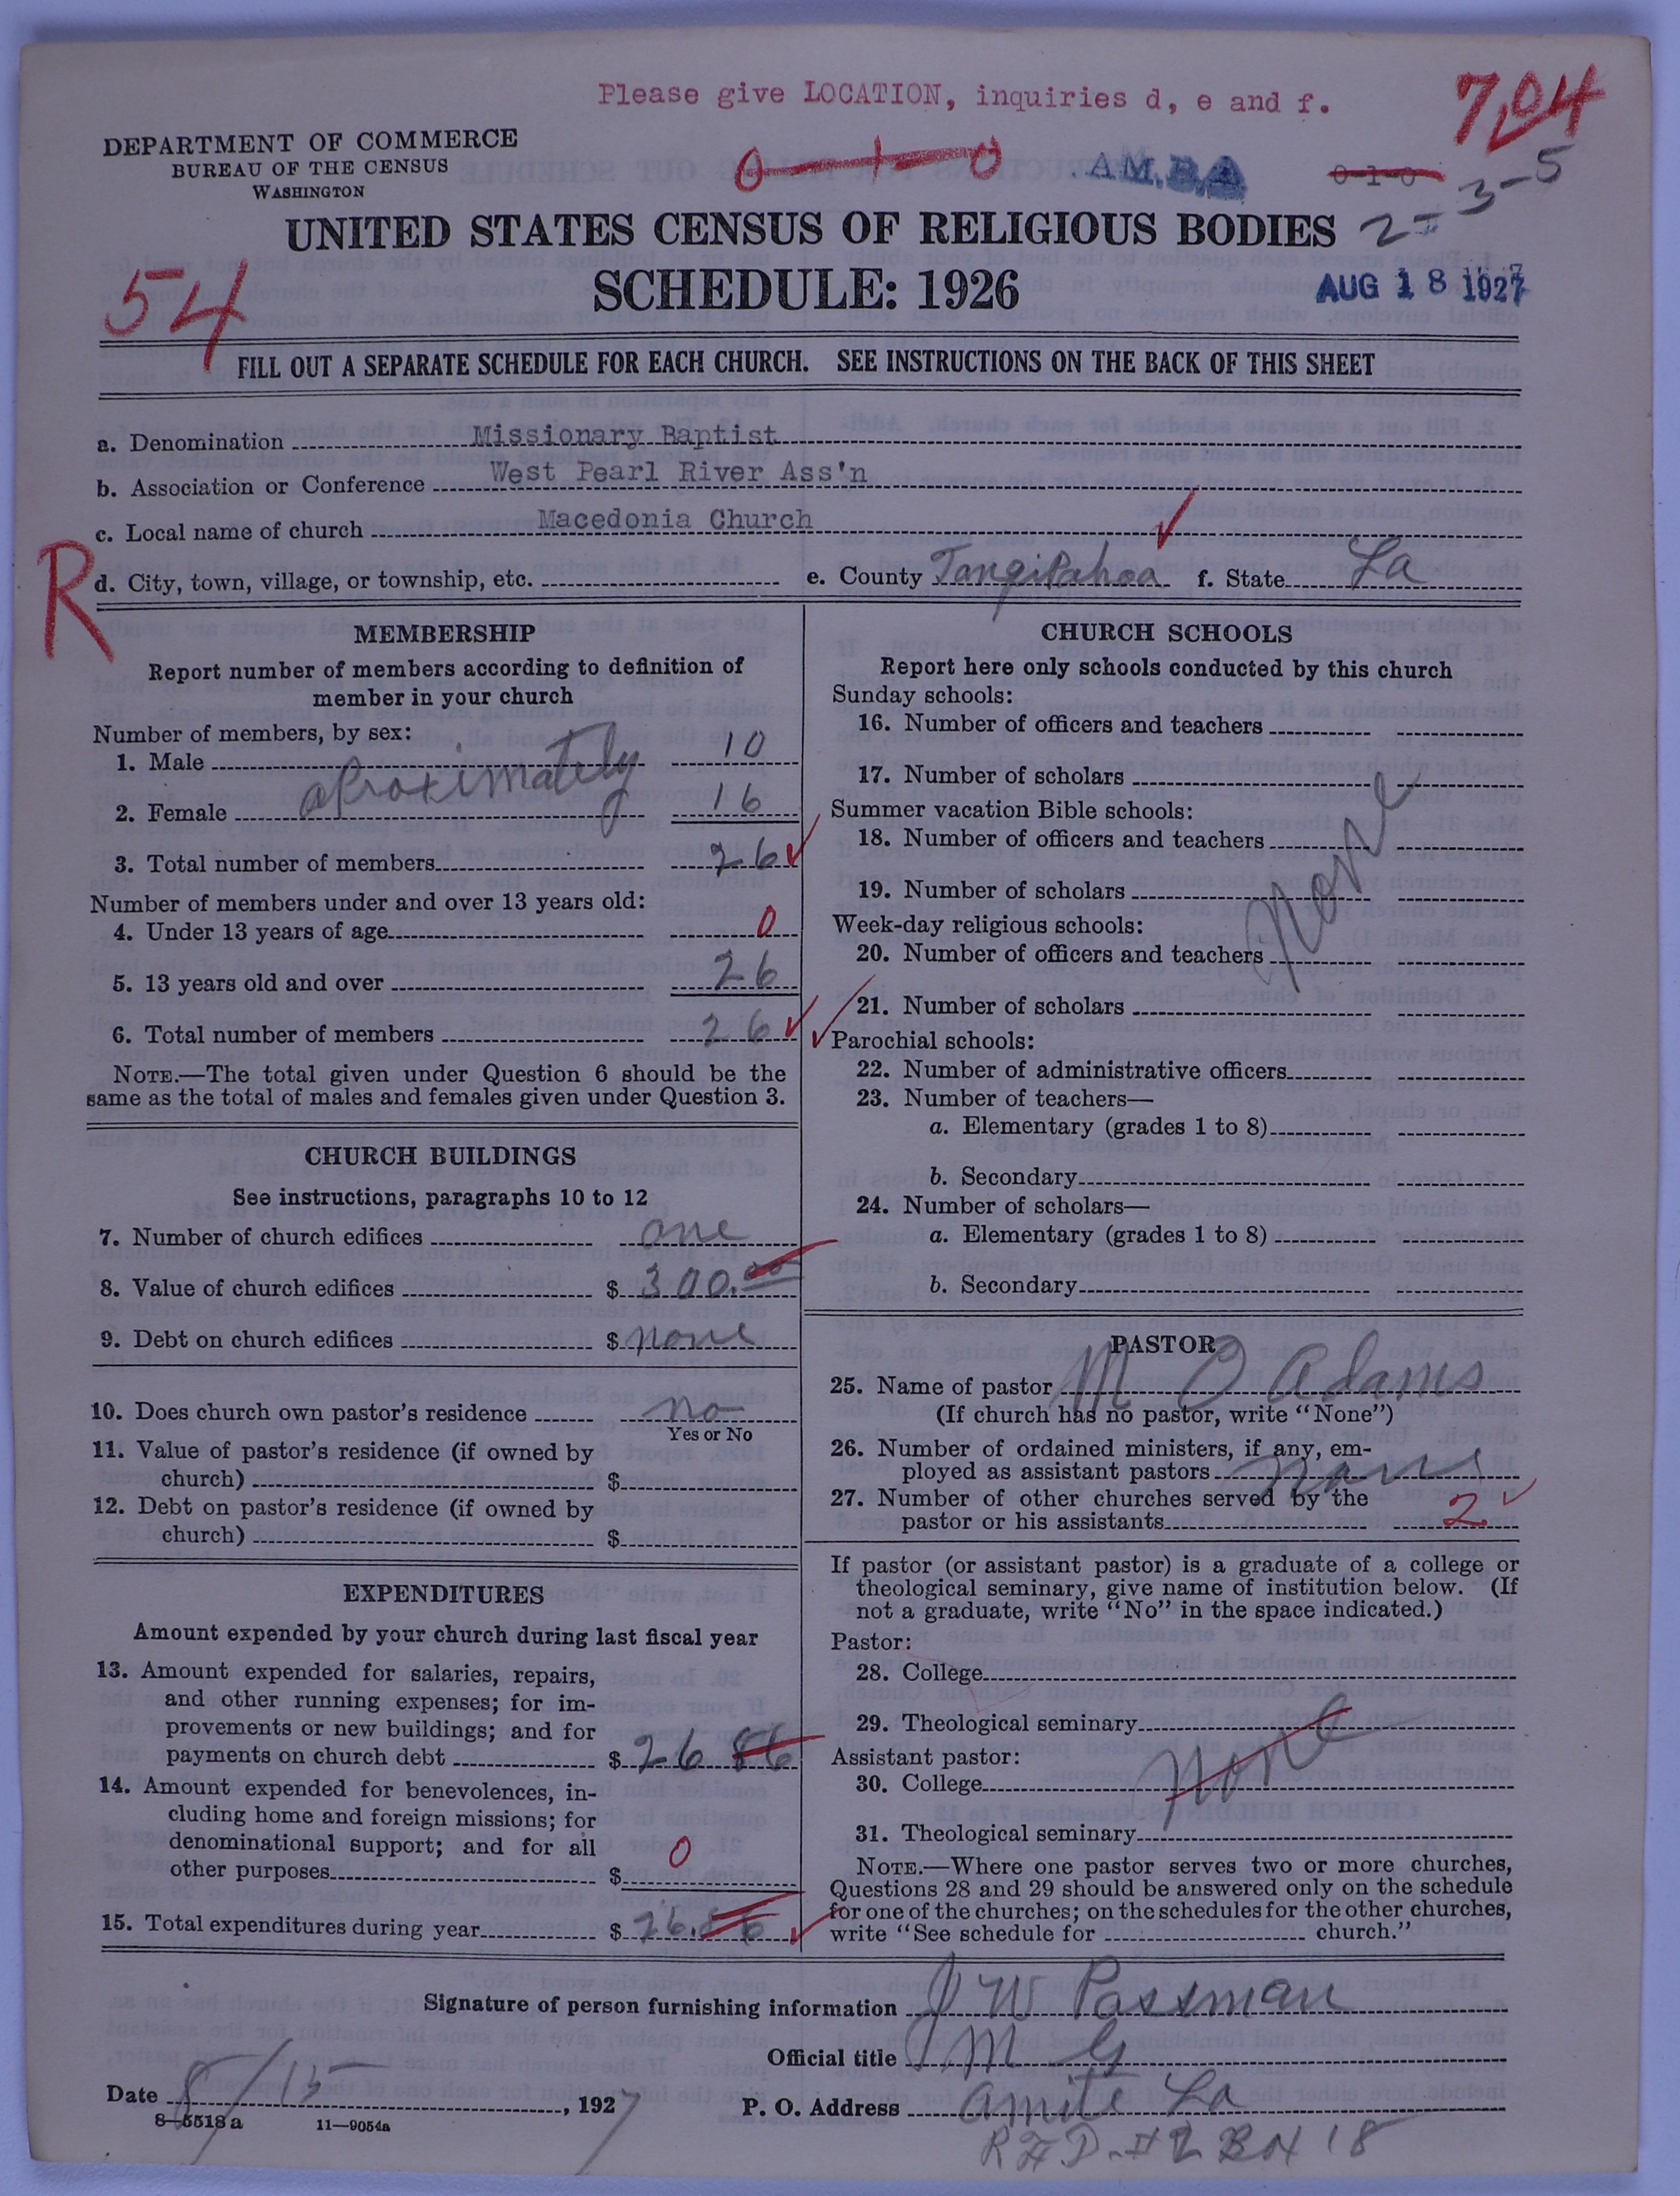 Please give LOCATION, inquiries d, e and f.
7,04
DEPARTMENT OF COMMERCE
BUREAU OF THE CENSUS
WASHINGTON
0-1-0 A.M.B.A. 0-1-0
2-3-5
UNITED STATES CENSUS OF RELIGIOUS BODIES
SCHEDULE: 1926
54
AUG 18 1927
FILL OUT A SEPARATE SCHEDULE FOR EACH CHURCH. SEE INSTRUCTIONS ON THE BACK OF THIS SHEET
a. Denomination Missionary Baptist
b. Association or Conference West Pearl River Ass'n
c. Local name of church Macedonia Church
R
d. City, town, village, or township, etc. e. County Tangipahoa f. State La
MEMBERSHIP
Report number of members according to definition of
member in your church
Number of members, by sex:
1. Male 10
aproximately
2. Female 16
3. Total number of members 26
Number of members under and over 13 years old:
4. Under 13 years of age 0
5. 13 years old and over 26
6. Total number of members 26
NOTE.—The total given under Question 6 should be the
same as the total of males and females given under Question 3.
CHURCH BUILDINGS
See instructions, paragraphs 10 to 12
7. Number of church edifices one
8. Value of church edifices $ 300.00
9. Debt on church edifices $ none
10. Does church own pastor's residence no
Yes or No
11. Value of pastor's residence (if owned by
church) $
12. Debt on pastor's residence (if owned by
church) $
EXPENDITURES
Amount expended by your church during last fiscal year
13. Amount expended for salaries, repairs,
and other running expenses; for im-
provements or new buildings; and for
payments on church debt $ 26 86
14. Amount expended for benevolences, in-
cluding home and foreign missions; for
denominational support; and for all
other purposes $ 0
15. Total expenditures during year $ 26.86
CHURCH SCHOOLS
Report here only schools conducted by this church
Sunday schools:
16. Number of officers and teachers
17. Number of scholars
Summer vacation Bible schools:
18. Number of officers and teachers
None
19. Number of scholars
Week-day religious schools:
20. Number of officers and teachers
21. Number of scholars
Parochial schools:
22. Number of administrative officers
23. Number of teachers—
a. Elementary (grades 1 to 8)
b. Secondary
24. Number of scholars—
a. Elementary (grades 1 to 8)
b. Secondary
PASTOR
25. Name of pastor M O Adams
(If church has no pastor, write "None")
26. Number of ordained ministers, if any, em-
ployed as assistant pastors none
27. Number of other churches served by the
pastor or his assistants 2
If pastor (or assistant pastor) is a graduate of a college or
theological seminary, give name of institution below. (If
not a graduate, write "No" in the space indicated.)
Pastor:
28. College
29. Theological seminary
None
Assistant pastor:
30. College
31. Theological seminary
NOTE.—Where one pastor serves two or more churches,
Questions 28 and 29 should be answered only on the schedule
for one of the churches; on the schedules for the other churches,
write "See schedule for church."
Signature of person furnishing information J W Passman
Official title M G
Date 8/15, 1927 P. O. Address Amite La
8-5518a 11-9054a
R F D. # 2 BX 18